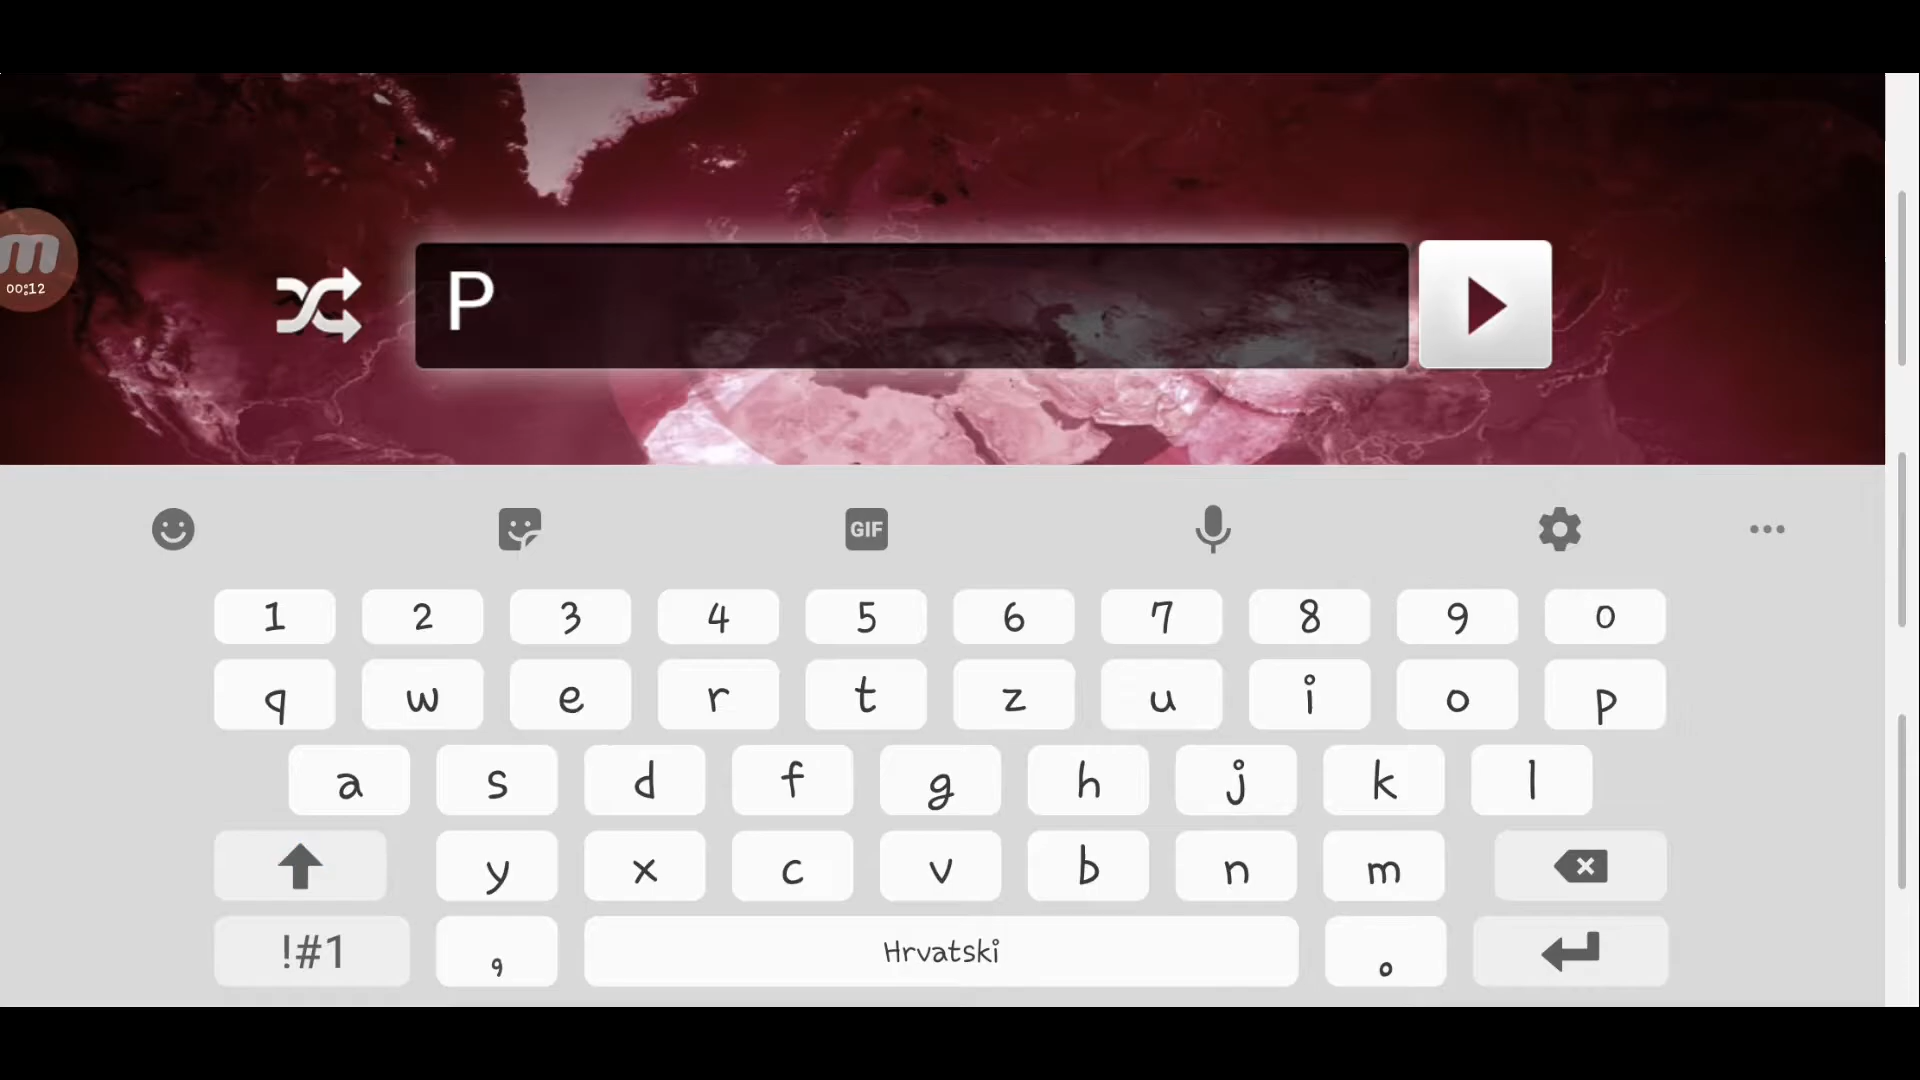 m
00:12
P
GIF
1 2 3 4 5 6 7 8 9 0
q w e r t z u i o p
a s d f g h j k l
y x c v b n m
!#1 , Hrvatski .